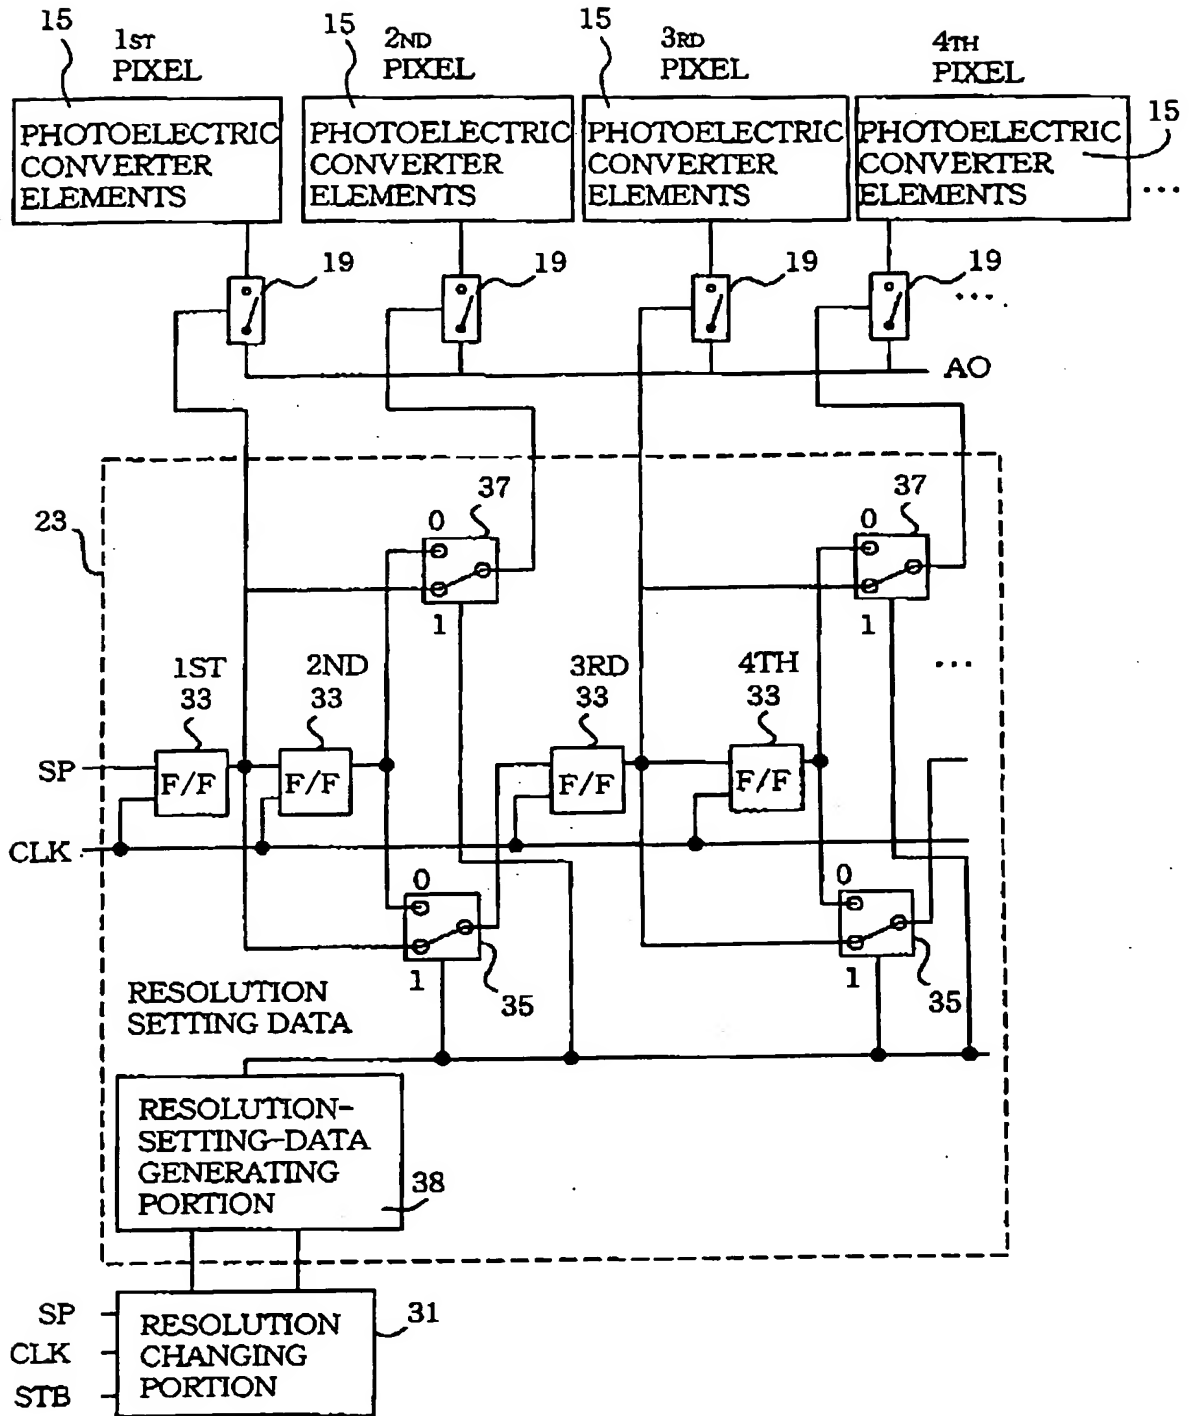 15 1ST PIXEL
15 2ND PIXEL
15 3RD PIXEL
4TH PIXEL
15
PHOTOELECTRIC CONVERTER ELEMENTS
PHOTOELECTRIC CONVERTER ELEMENTS
PHOTOELECTRIC CONVERTER ELEMENTS
PHOTOELECTRIC CONVERTER ELEMENTS
...
19
19
19
19
...
AO
23
37
0
1
37
0
1
1ST
33
2ND
33
3RD
33
4TH
33
...
SP
F/F
F/F
F/F
F/F
CLK
0
1
35
0
1
35
RESOLUTION
SETTING DATA
RESOLUTION-
SETTING-DATA
GENERATING
PORTION
38
SP
CLK
STB
RESOLUTION
CHANGING
PORTION
31